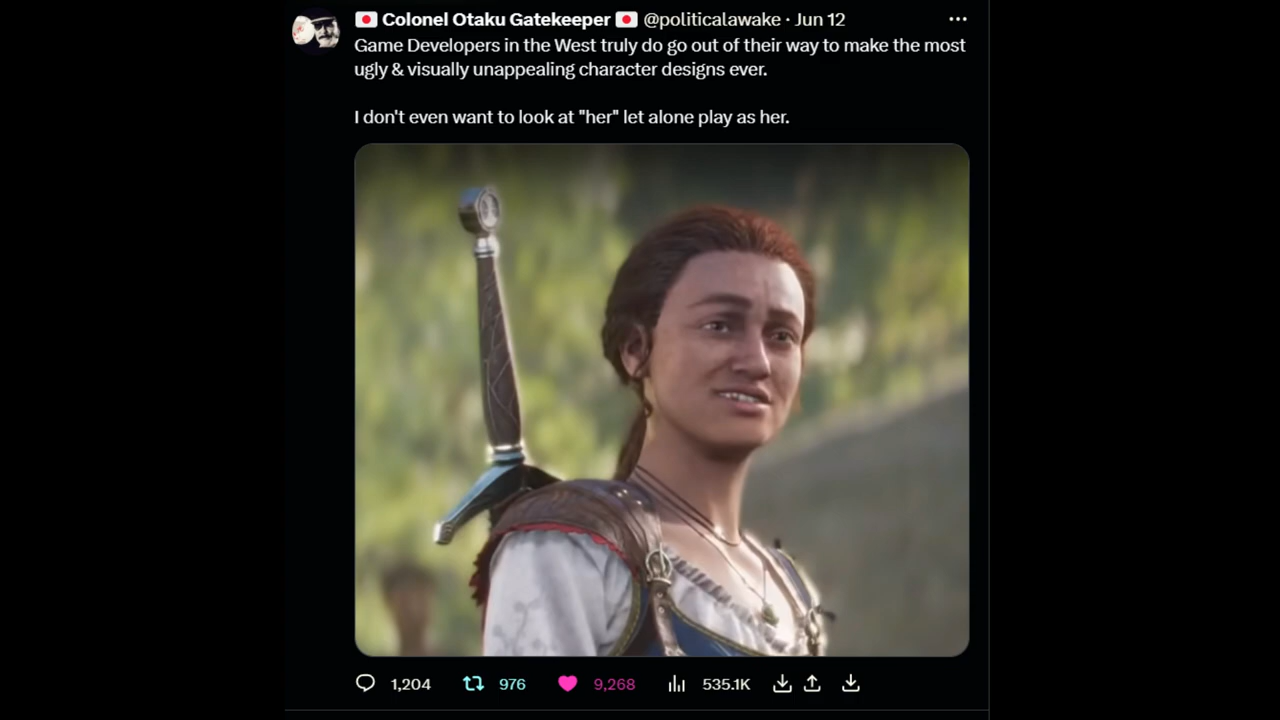 🇯🇵 Colonel Otaku Gatekeeper 🇯🇵 @politicalawake · Jun 12
Game Developers in the West truly do go out of their way to make the most
ugly & visually unappealing character designs ever.
I don't even want to look at "her" let alone play as her.
1,204 976 9,268 535.1K